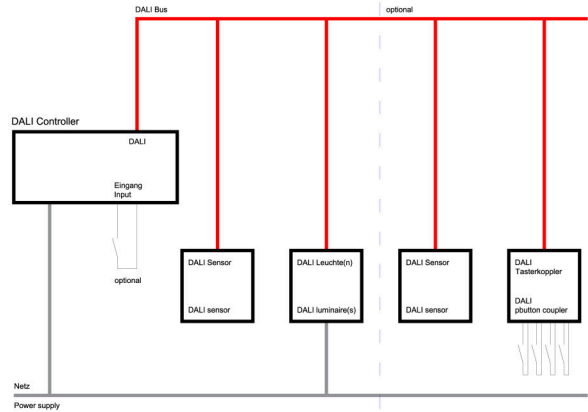 DALI Bus
optional
DALI Controller
DALI
Eingang
Input
optional
DALI Sensor
DALI sensor
DALI Leuchte(n)
DALI luminaire(s)
DALI Sensor
DALI sensor
DALI
Tasterkoppler
DALI
pbutton coupler
Netz
Power supply